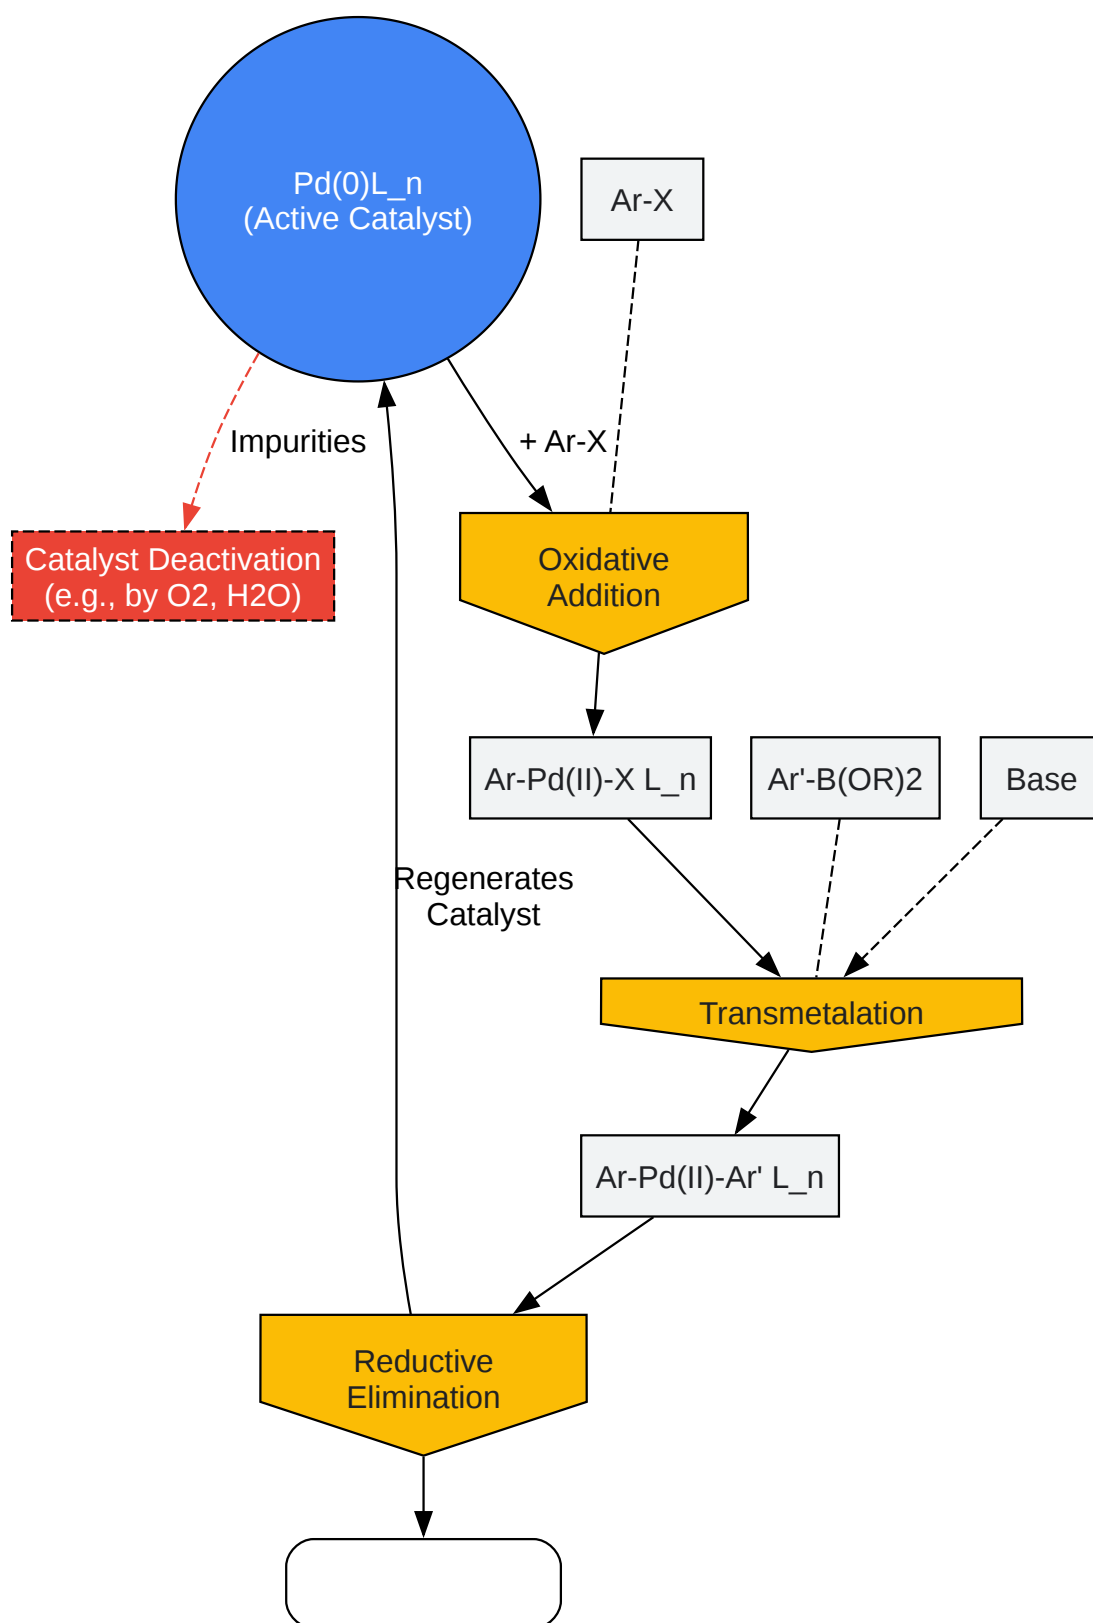 Pd(0)L_n
(Active Catalyst)
Ar-X
Impurities
+ Ar-X
Catalyst Deactivation
(e.g., by O2, H2O)
Oxidative
Addition
Ar-Pd(II)-X L_n
Ar'-B(OR)2
Base
Regenerates
Catalyst
Transmetalation
Ar-Pd(II)-Ar' L_n
Reductive
Elimination